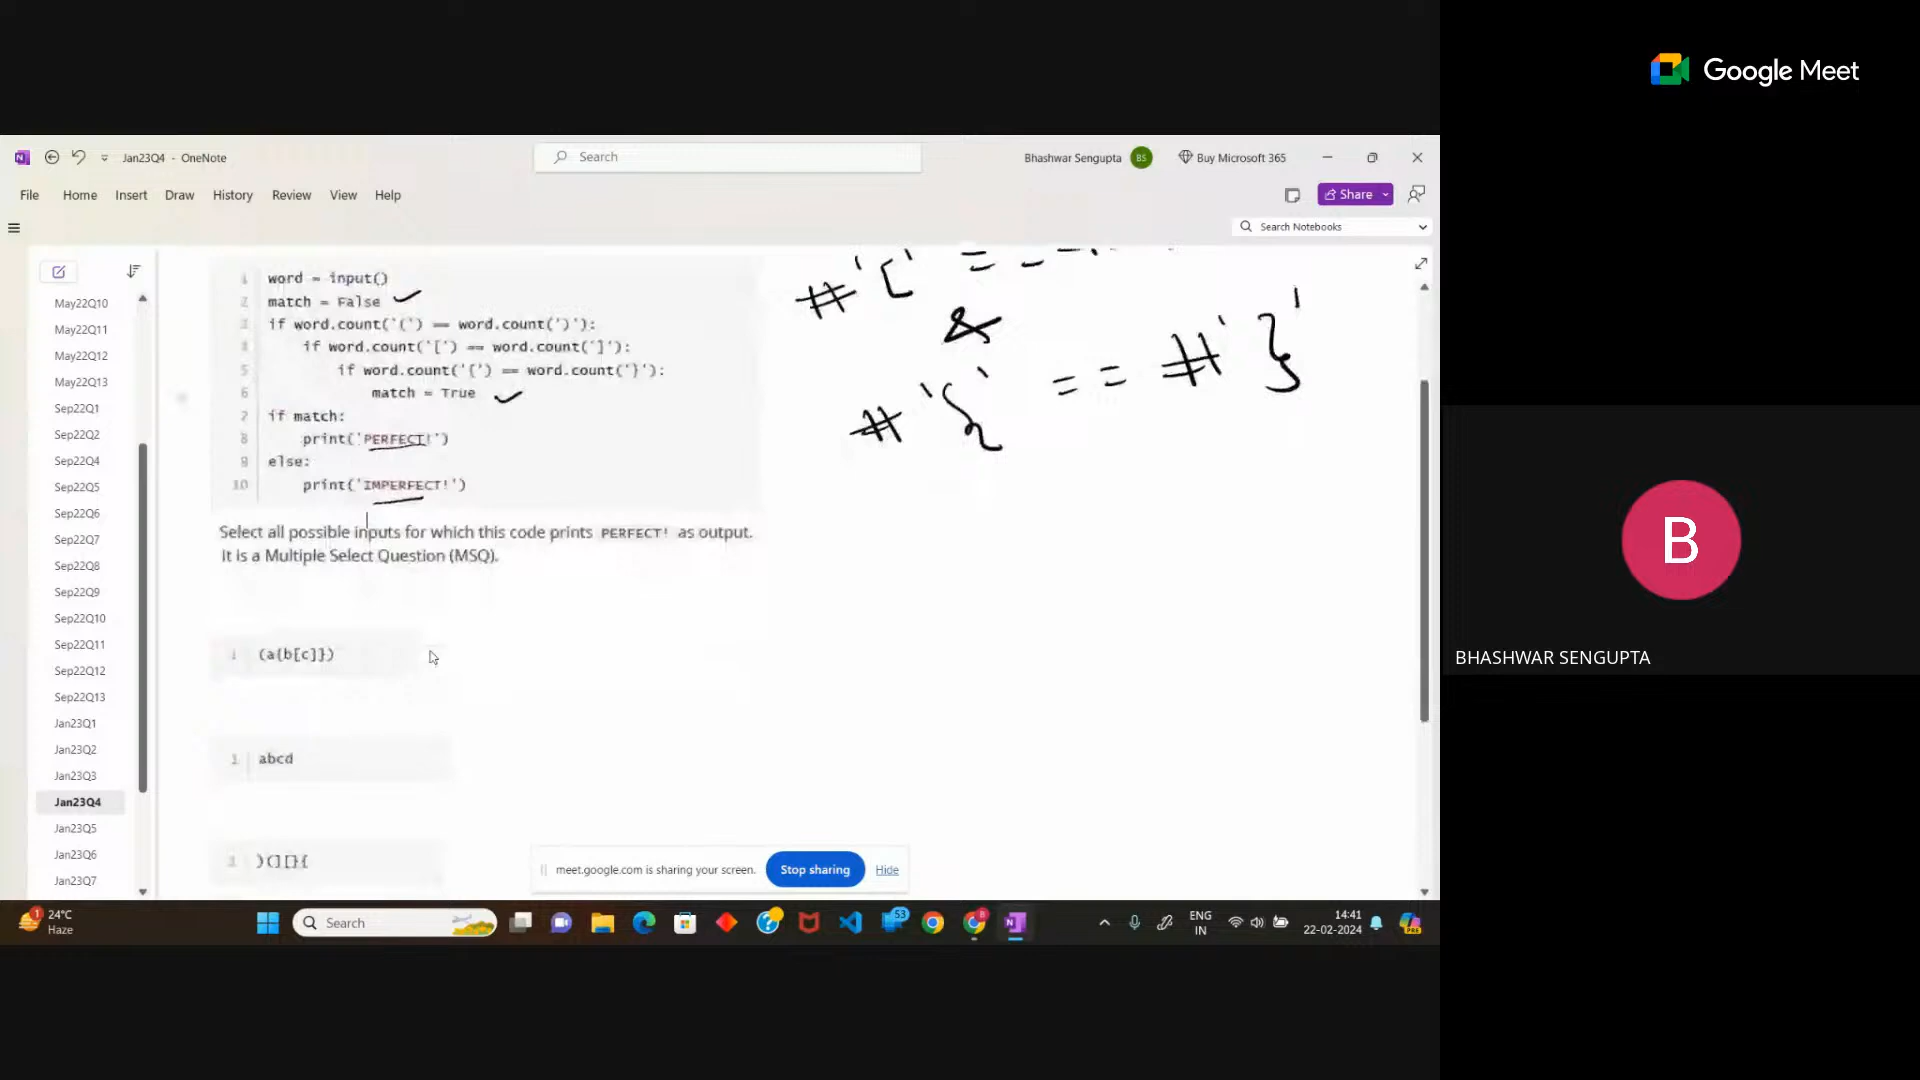 Google Meet
Jan23Q4 - OneNote
Search
Bhashwar Sengupta
BS
Buy Microsoft 365
File
Home
Insert
Draw
History
Review
View
Help
Share
Search Notebooks
May22Q10
May22Q11
May22Q12
May22Q13
Sep22Q1
Sep22Q2
Sep22Q4
Sep22Q5
Sep22Q6
Sep22Q7
Sep22Q8
Sep22Q9
Sep22Q10
Sep22Q11
Sep22Q12
Sep22Q13
Jan23Q1
Jan23Q2
Jan23Q3
Jan23Q4
Jan23Q5
Jan23Q6
Jan23Q7
1 word = input()
2 match = False
3 if word.count('(') == word.count(')'):
4 if word.count('[') == word.count(']'):
5 if word.count('{') == word.count('}'):
6 match = True
7 if match:
8 print('PERFECT!')
9 else:
10 print('IMPERFECT!')
# '['
&
# '{' == # '}'
Select all possible inputs for which this code prints PERFECT! as output.
It is a Multiple Select Question (MSQ).
1 (a{b[c]})
1 abcd
1 )(][}{
meet.google.com is sharing your screen.
Stop sharing
Hide
B
BHASHWAR SENGUPTA
1
24°C
Haze
Search
53
ENG
IN
14:41
22-02-2024
PRE